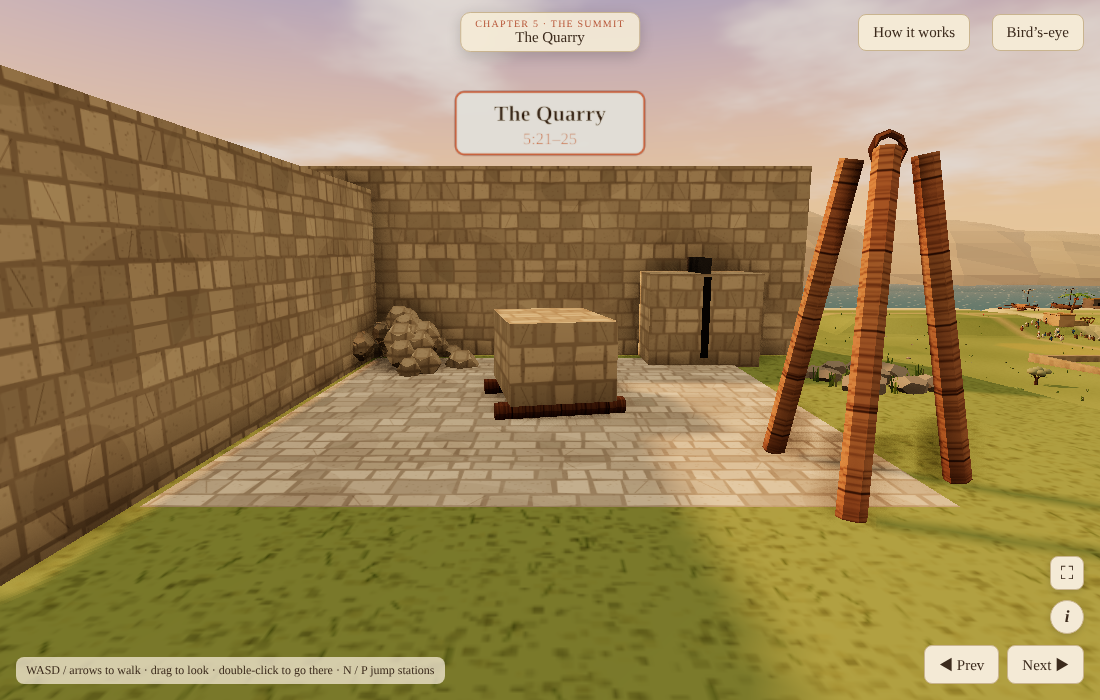 CHAPTER 5 · THE SUMMIT
The Quarry
How it works
Bird's-eye
The Quarry
5:21–25
i
WASD / arrows to walk · drag to look · double-click to go there · N / P jump stations
◀ Prev
Next ▶